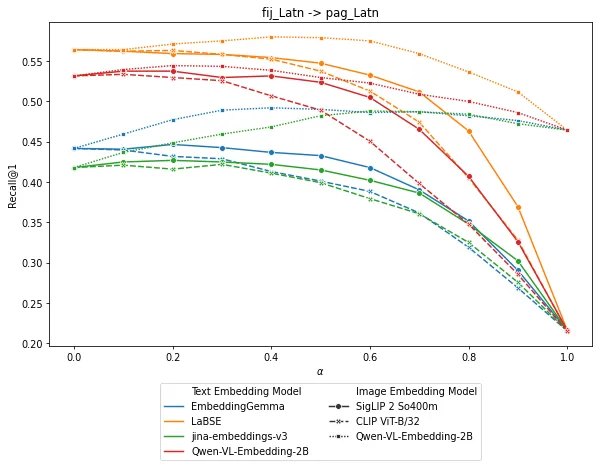 fij_Latn -> pag_Latn
Recall@1
0.55
0.50
0.45
0.40
0.35
0.30
0.25
0.20
0.0 0.2 0.4 0.6 0.8 1.0
α
Text Embedding Model
EmbeddingGemma
LaBSE
jina-embeddings-v3
Qwen-VL-Embedding-2B
Image Embedding Model
SigLIP 2 So400m
CLIP ViT-B/32
Qwen-VL-Embedding-2B